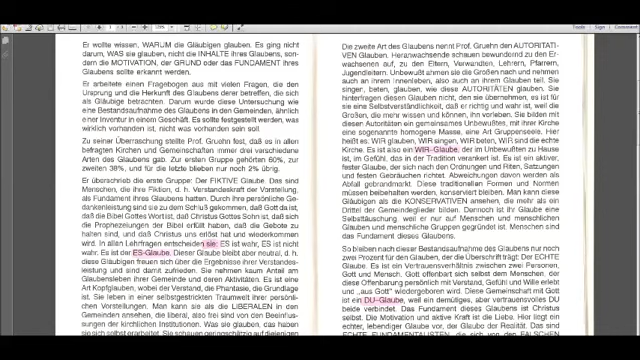 Tools
Sign
Comment
Er wollte wissen, WARUM die Gläubigen glauben. Es ging nicht
darum, WAS sie glauben, nicht die INHALTE ihres Glaubens, son-
dern die MOTIVATION, der GRUND oder das FUNDAMENT ihres
Glaubens sollte erkannt werden.
Er arbeitete einen Fragebogen aus mit vielen Fragen, die den
Ursprung und die Herkunft des Glaubens derer betreffen, die sich
als Gläubige betrachten. Darum wurde diese Untersuchung wie
eine Bestandsaufnahme des Glaubens in den Gemeinden, ähnlich
einer Inventur in einem Geschäft. Es sollte festgestellt werden, was
wirklich vorhanden ist, nicht was vorhanden sein soll
Zu seiner Überraschung stellte Prof. Gruehn fest, daß es in allen
befragten Kirchen und Gemeinschaften immer drei verschiedene
Arten des Glaubens gab. Zur ersten Gruppe gehörten 60%, zur
zweiten 38%, und für die letzte blieben nur noch 2% übrig.
Er überschrieb die erste Gruppe: Der FIKTIVE Glaube. Das sind
Menschen, die ihre Fiktion, d. h. Verstandeskraft der Vorstellung,
als Fundament ihres Glaubens hatten. Durch ihre persönliche Ge-
dankenleistung sind sie zu dem Schluß gekommen, daß Gott da ist,
daß die Bibel Gottes Wort ist, daß Christus Gottes Sohn ist, daß sich
die Prophezeiungen der Bibel erfüllt haben, daß die Gebote zu
halten sind, und daß Christus uns erlöst hat und wiederkommen
wird. In allen Lehrfragen entscheiden sie: ES ist wahr, ES ist nicht
wahr. Es ist der ES-Glaube. Dieser Glaube bleibt aber neutral, d. h.
diese Gläubigen freuen sich über die Ergebnisse ihrer Verstandes-
leistung und sind damit zufrieden. Sie nehmen kaum Anteil am
Glaubensleben ihrer Gemeinde und deren Aktivitäten. Es ist eine
Art Kopfglauben, wobei der Verstand, die Phantasie, die Grundlage
ist. Sie leben in einer selbstgestrickten Traumwelt ihrer persönli-
chen Vorstellungen. Man kann sie als die LIBERALEN in den
Gemeinden ansehen, die liberal, also frei sind von den Beeinflus-
sungen der kirchlichen Institution. Was sie glauben, das haben
sie sich selbst erarbeitet. Sie schauen geringschätzig auf diejenigen
Die zweite Art des Glaubens nennt Prof. Gruehn den AUTORITATI-
VEN Glauben. Heranwachsende schauen bewundernd zu den Er-
wachsenen auf, zu den Eltern, Verwandten, Lehrern, Pfarrern,
Jugendleitern. Unbewußt ahmen sie die Großen nach und nehmen
auch an ihrem Innenleben, also auch an ihrem Glauben teil. Sie
singen, beten, glauben, wie diese AUTORITÄTEN glauben. Sie
hinterfragen diesen Glauben nicht, den sie übernehmen, es ist für
sie eine Selbstverständlichkeit, daß er richtig und wahr ist, weil die
Großen, die mehr wissen und können, ihn vorleben. Sie bilden mit
diesen Autoritäten ein gemeinsames Unbewußtes, mit ihrer Kirche
eine sogenannte homogene Masse, eine Art Gruppenseele. Hier
heißt es: WIR glauben, WIR singen, WIR beten, WIR sind die echte
Kirche. Es ist also ein WIR-Glaube, der im Unbewußten zu Hause
ist, im Gefühl, das in der Tradition verankert ist. Es ist ein aktiver,
fester Glaube, der sich nach den Ordnungen und Riten, Satzungen
und festen Gebräuchen richtet. Abweichungen davon werden als
Abfall gebrandmarkt. Diese traditionellen Formen und Normen
müssen beibehalten werden, konserviert bleiben. Man kann diese
Gläubigen als die KONSERVATIVEN ansehen, die mehr als ein
Drittel der Gemeindeglieder bilden. Dennoch ist ihr Glaube eine
Selbsttäuschung, weil er nur auf Menschen und menschlichen
Glauben und menschliche Gruppen gegründet ist. Menschen sind
das Fundament dieses Glaubens.
So blieben nach dieser Bestandsaufnahme des Glaubens nur noch
zwei Prozent für den Glauben, der die Überschrift trägt: Der ECHTE
Glaube. Es ist ein Vertrauensverhältnis zwischen zwei Personen,
Gott und Mensch. Gott offenbart sich selbst dem Menschen, der
diese Offenbarung persönlich mit Verstand, Gefühl und Wille erlebt
und „aus Gott" wiedergeboren wird. Diese Gemeinschaft mit Gott
ist ein DU-Glaube, weil ein demütiges, aber vertrauensvolles DU
beide verbindet. Das Fundament dieses Glaubens ist Christus
selbst. Die Motivation und aktive Kraft ist die Liebe. Hier liegt ein
echter, lebendiger Glaube vor, der Glaube der Realität. Das sind